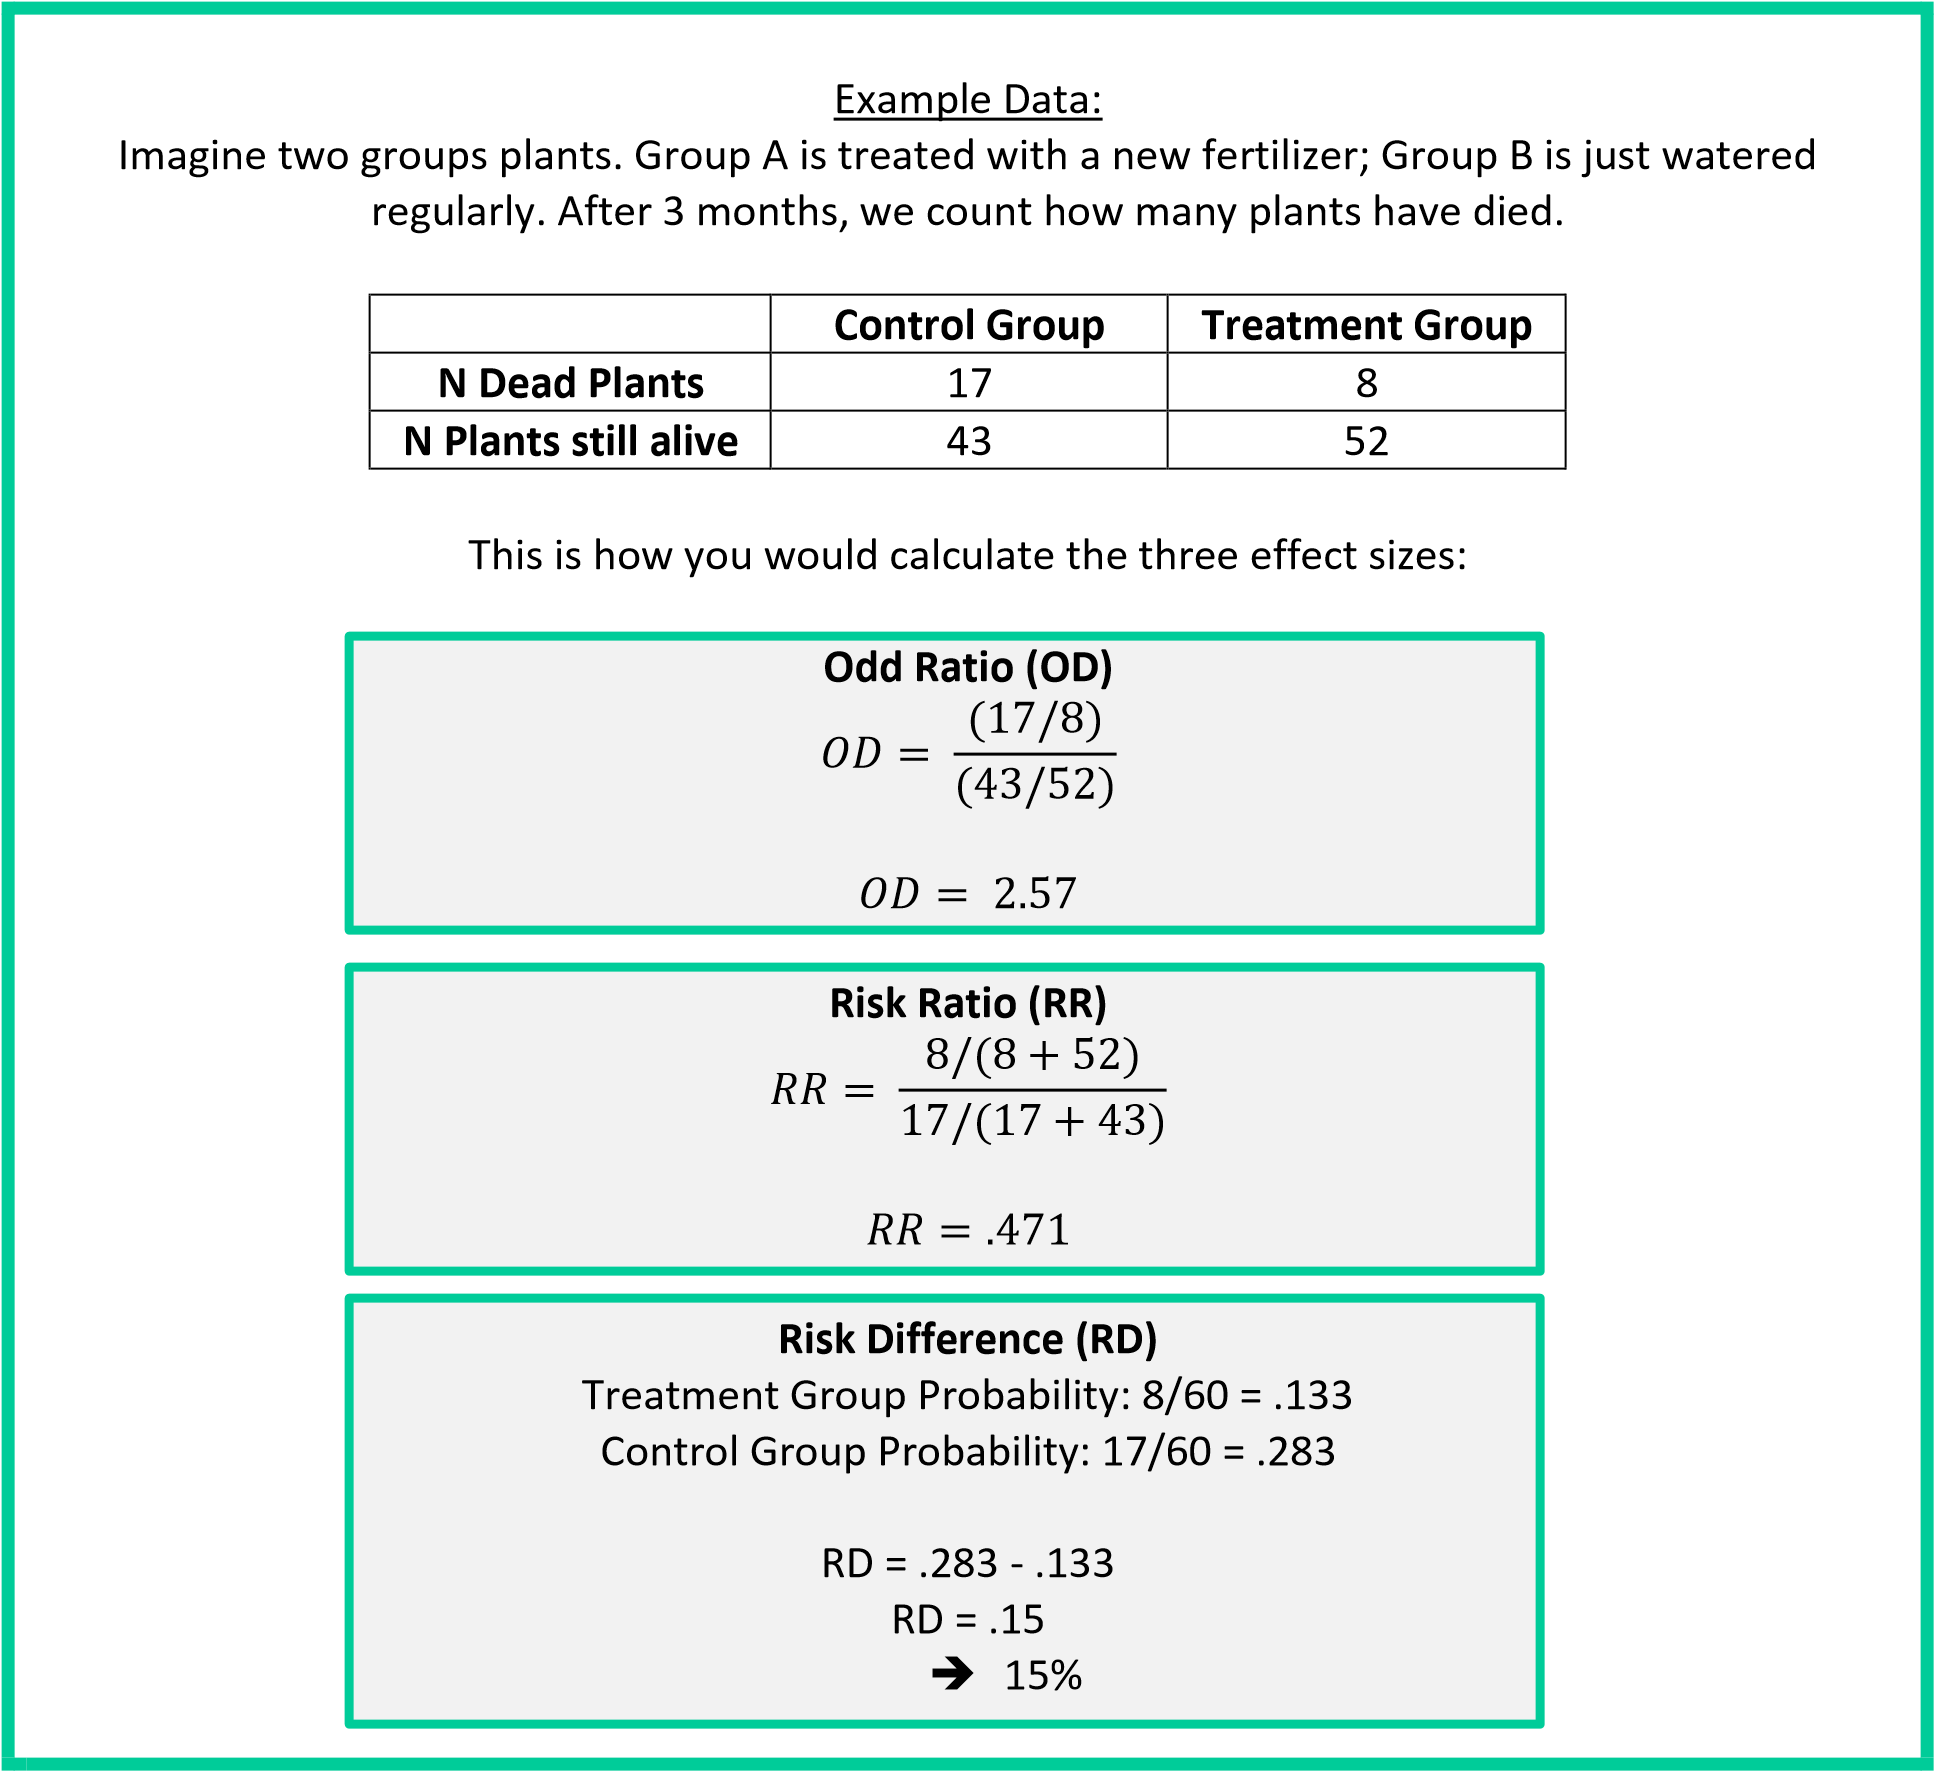 Example Data:
Imagine two groups plants. Group A is treated with a new fertilizer; Group B is just watered
regularly. After 3 months, we count how many plants have died.
Control Group Treatment Group
N Dead Plants 17 8
N Plants still alive 43 52
This is how you would calculate the three effect sizes:
Odd Ratio (OD)
OD = (17/8)
(43/52)
OD = 2.57
Risk Ratio (RR)
RR = 8/(8 + 52)
17/(17 + 43)
RR = .471
Risk Difference (RD)
Treatment Group Probability: 8/60 = .133
Control Group Probability: 17/60 = .283
RD = .283 - .133
RD = .15
➔ 15%